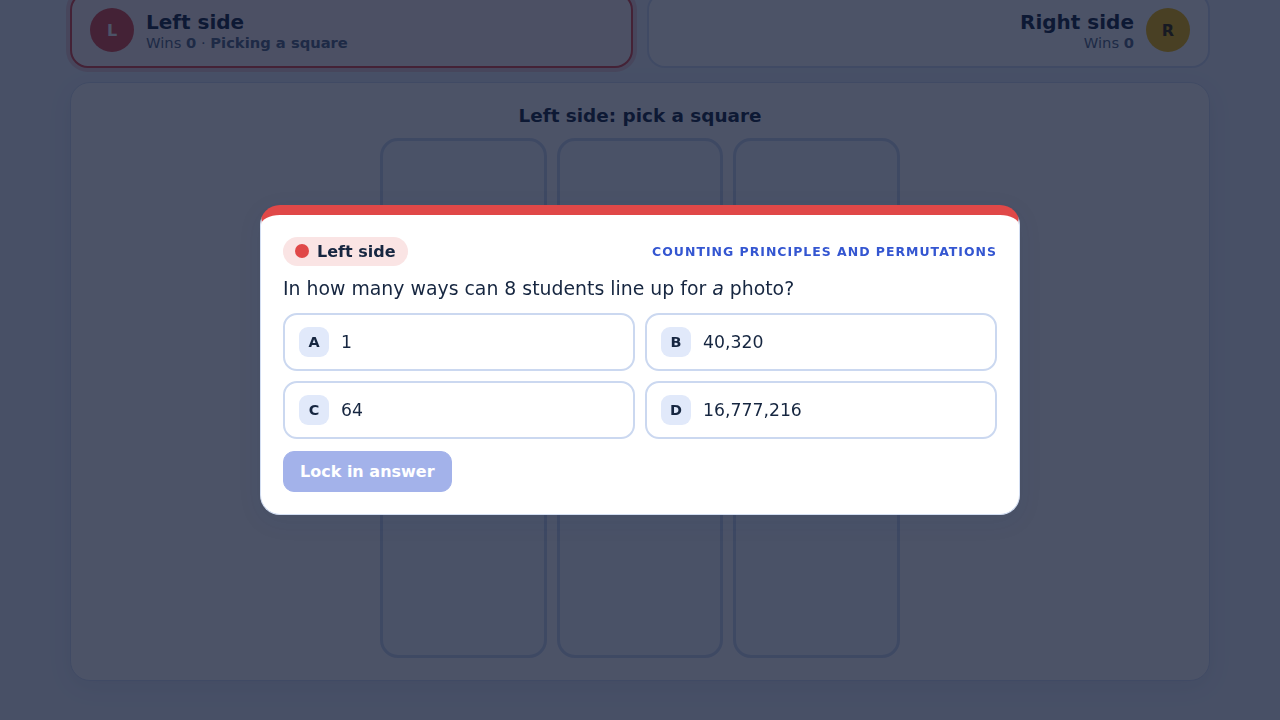 L
Left side
Wins 0 · Picking a square
Right side
Wins 0
R
Left side: pick a square
Left side
COUNTING PRINCIPLES AND PERMUTATIONS
In how many ways can 8 students line up for a photo?
A 1
B 40,320
C 64
D 16,777,216
Lock in answer